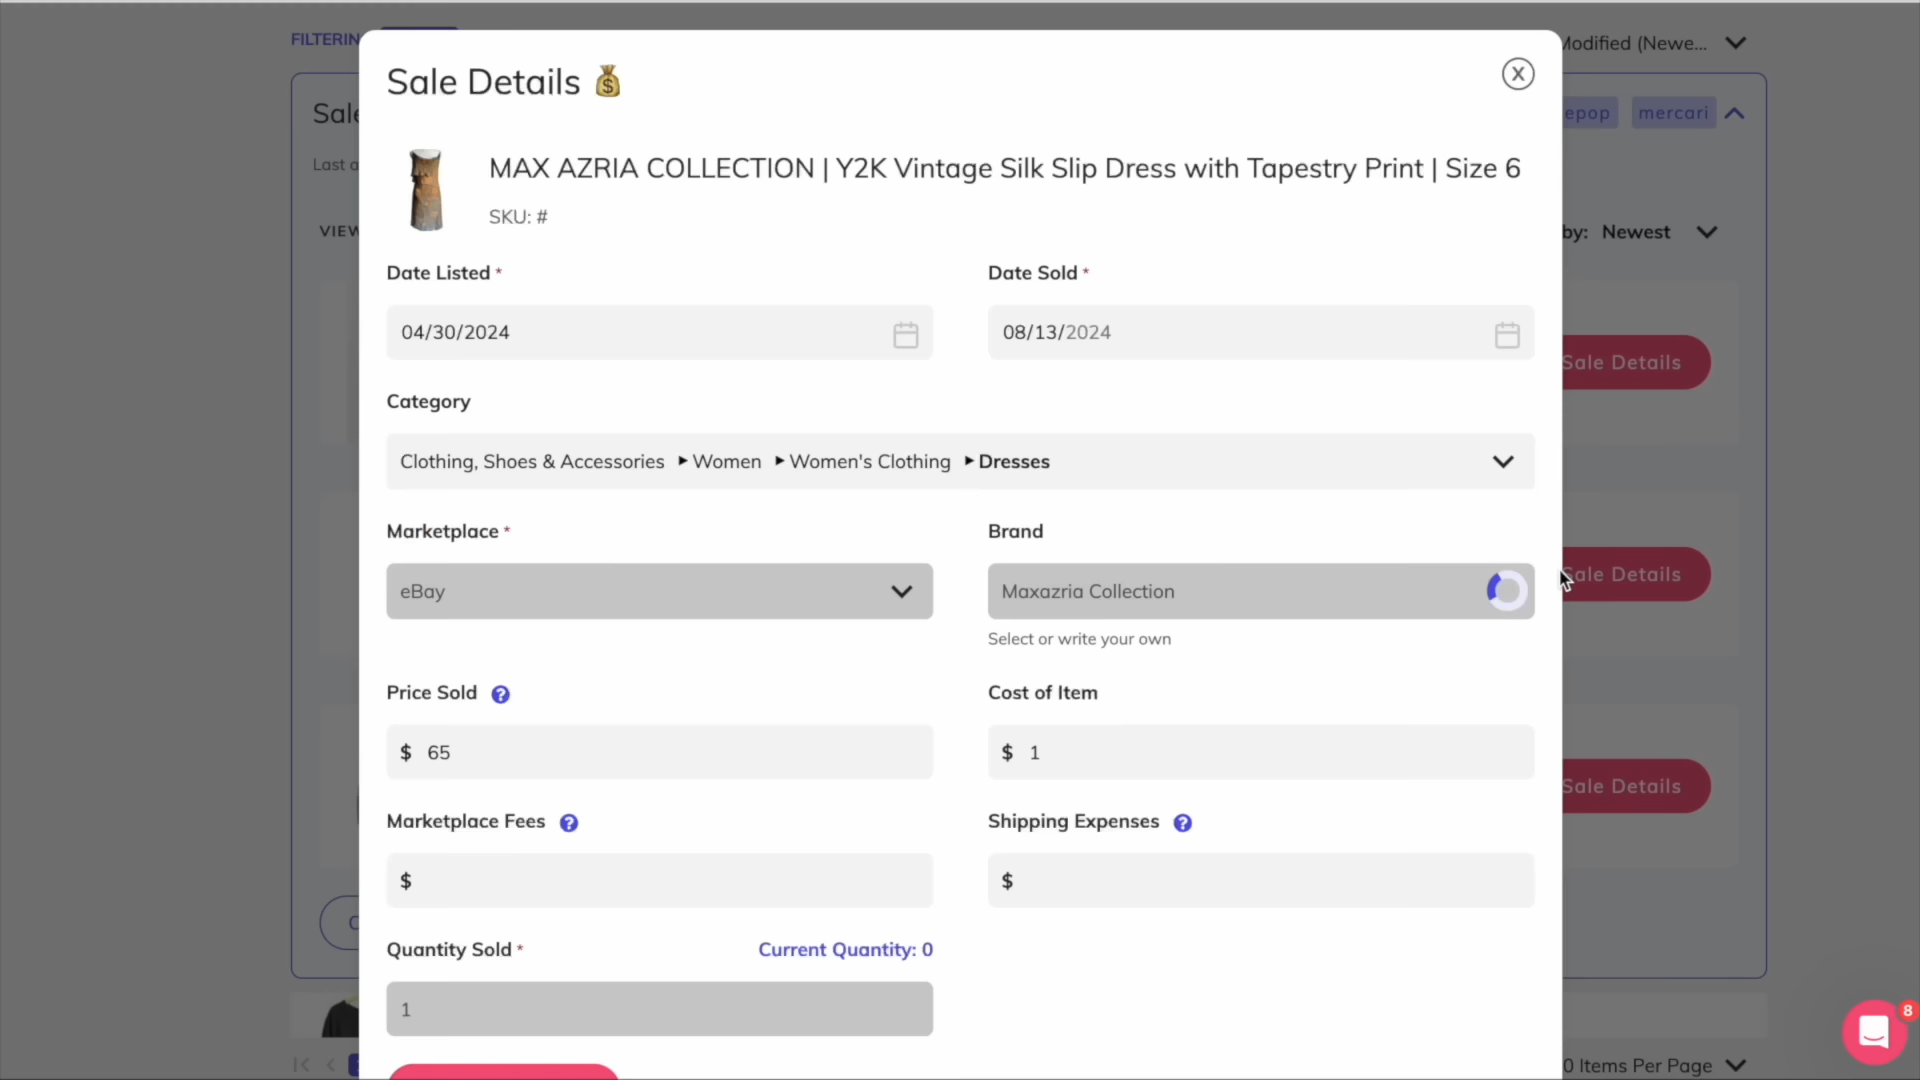 FILTERIN
Modified (Newe...
Sale Details 💰
X
Sale
epop
mercari
MAX AZRIA COLLECTION | Y2K Vintage Silk Slip Dress with Tapestry Print | Size 6
Last a
SKU: #
VIEW
by: Newest
Date Listed *
Date Sold *
04/30/2024
08/13/2024
Sale Details
Category
Clothing, Shoes & Accessories ▸ Women ▸ Women's Clothing ▸ Dresses
Marketplace *
Brand
eBay
Maxazria Collection
Sale Details
Select or write your own
Price Sold ?
Cost of Item
$ 65
$ 1
Sale Details
Marketplace Fees ?
Shipping Expenses ?
$
$
Quantity Sold *
Current Quantity: 0
1
8
0 Items Per Page